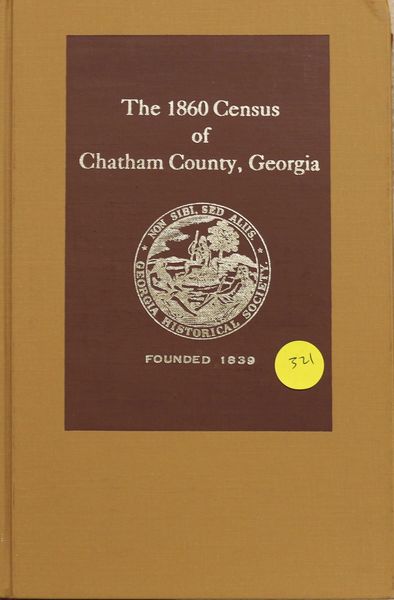 The 1860 Census
of
Chatham County, Georgia
NON SIBI, SED ALIIS.
GEORGIA HISTORICAL SOCIETY.
FOUNDED 1839
321